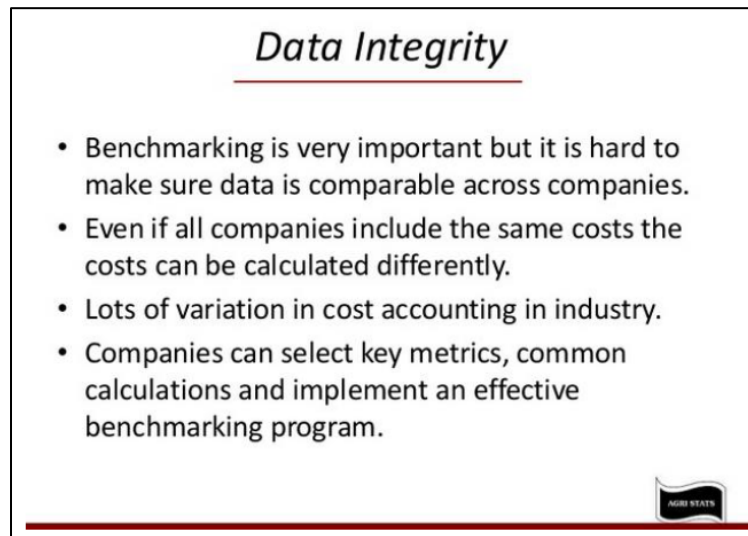 Data Integrity
• Benchmarking is very important but it is hard to
make sure data is comparable across companies.
• Even if all companies include the same costs the
costs can be calculated differently.
• Lots of variation in cost accounting in industry.
• Companies can select key metrics, common
calculations and implement an effective
benchmarking program.
AGRI STATS